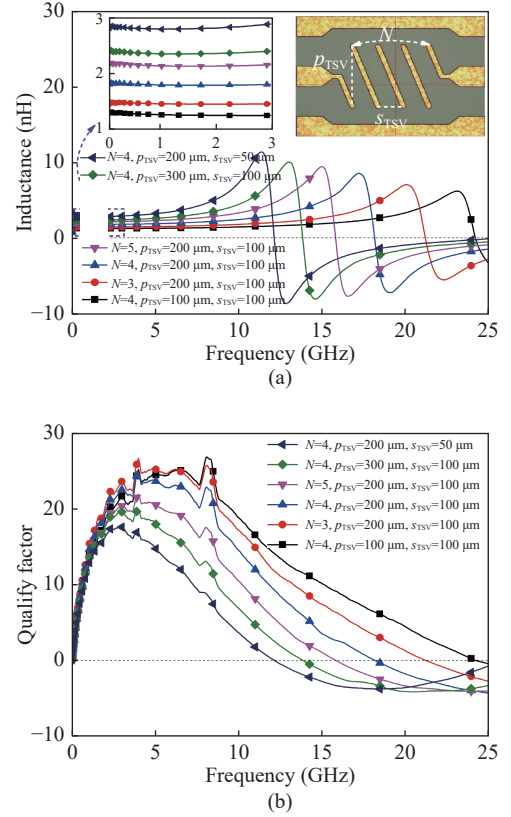 (a)
30
20
10
0
−10
Inductance (nH)
3
2
1
0
1
2
3
N
pTSV
sTSV
N=4, pTSV=200 μm, sTSV=50 μm
N=4, pTSV=300 μm, sTSV=100 μm
N=5, pTSV=200 μm, sTSV=100 μm
N=4, pTSV=200 μm, sTSV=100 μm
N=3, pTSV=200 μm, sTSV=100 μm
N=4, pTSV=100 μm, sTSV=100 μm
0 5 10 15 20 25
Frequency (GHz)
(a)
(b)
30
20
10
0
−10
Qualify factor
N=4, pTSV=200 μm, sTSV=50 μm
N=4, pTSV=300 μm, sTSV=100 μm
N=5, pTSV=200 μm, sTSV=100 μm
N=4, pTSV=200 μm, sTSV=100 μm
N=3, pTSV=200 μm, sTSV=100 μm
N=4, pTSV=100 μm, sTSV=100 μm
0 5 10 15 20 25
Frequency (GHz)
(b)